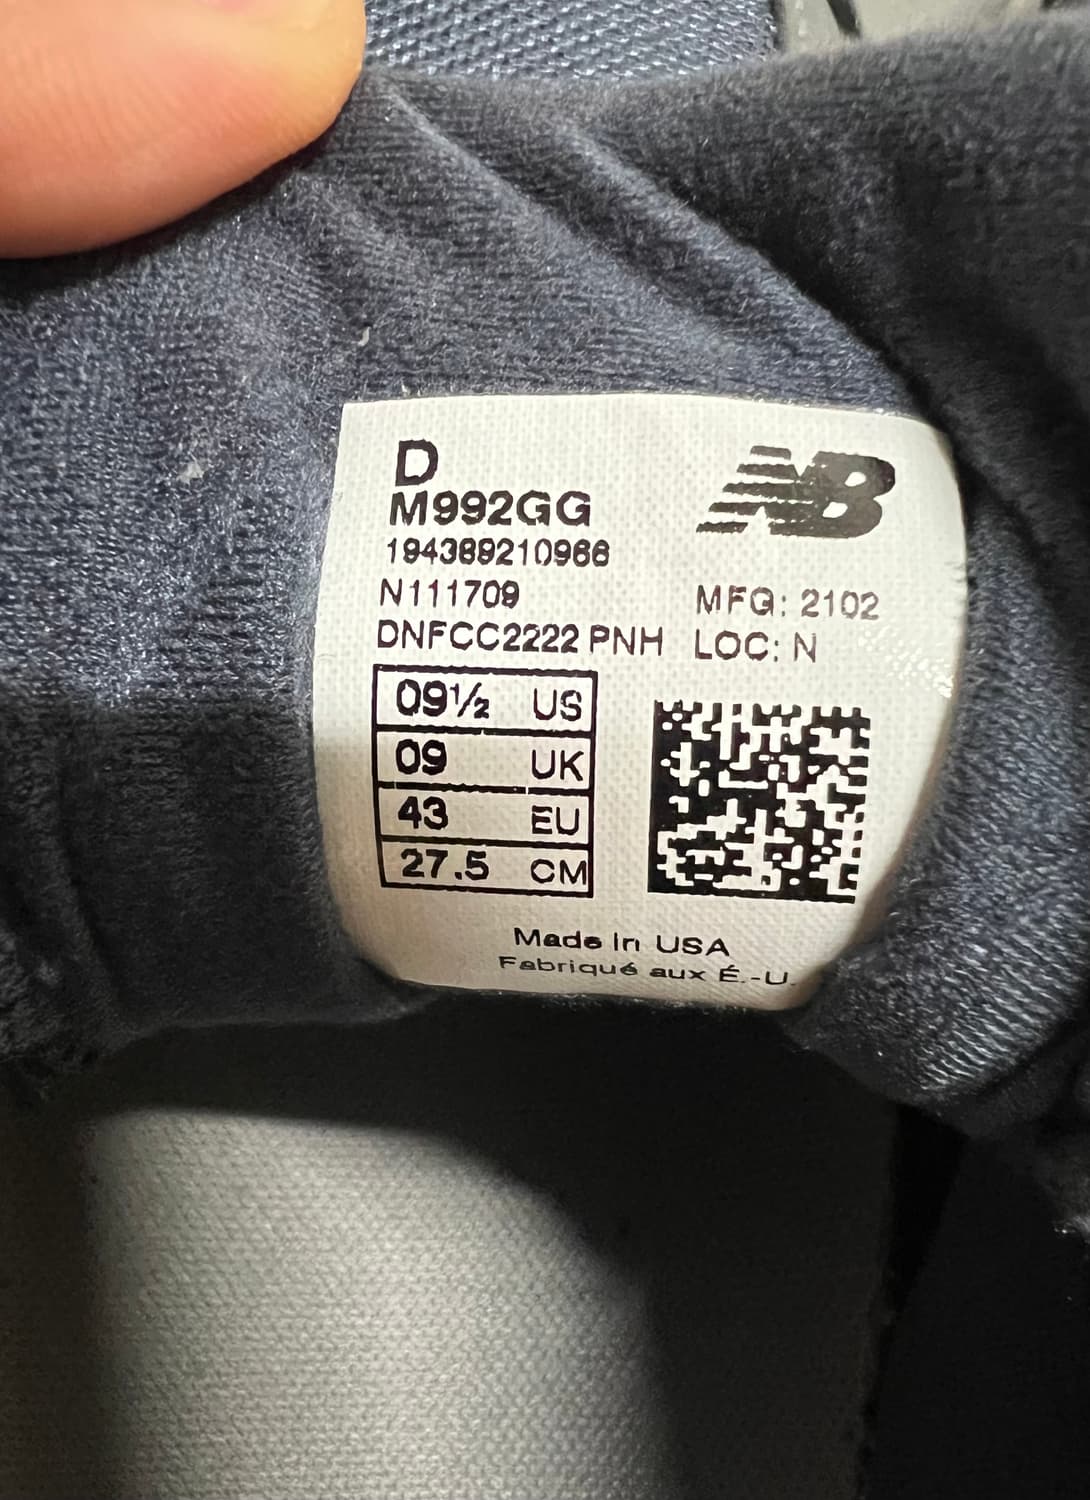 D
M992GG
NB
194389210966
N111709
MFG: 2102
DNFCC2222 PNH
LOC: N
09½ US
09 UK
43 EU
27.5 CM
Made in USA
Fabriqué aux É.-U.